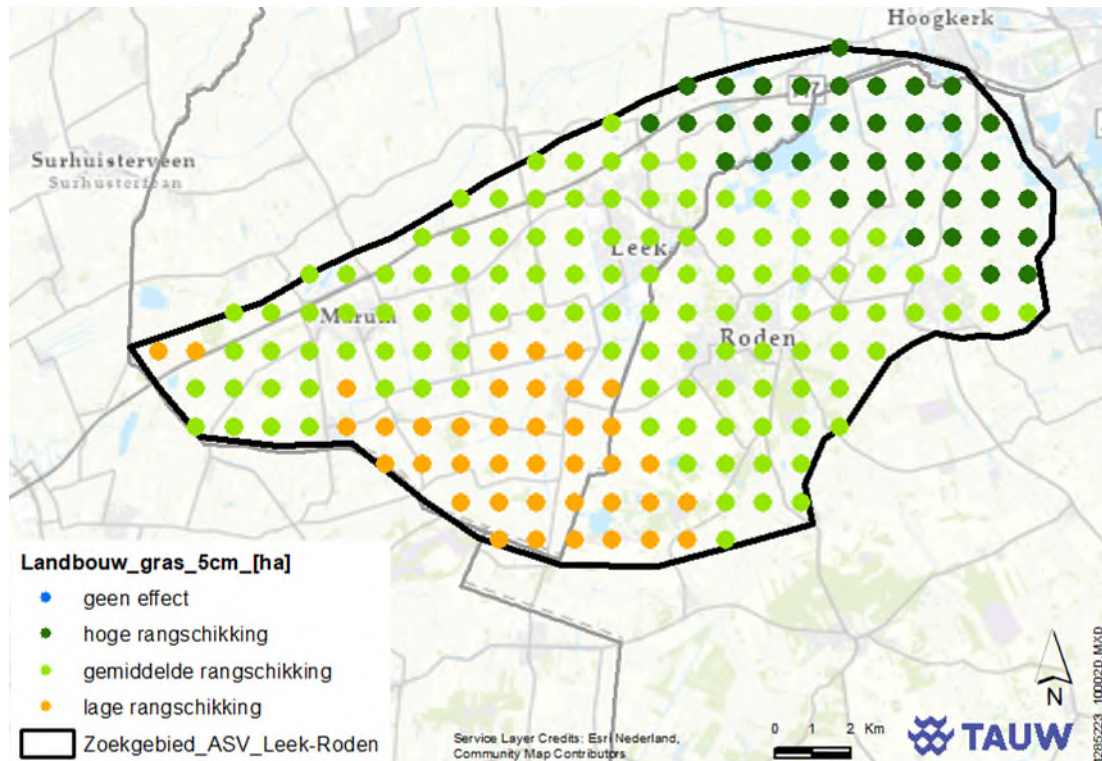 Hoogkerk
Surhuisterveen
Surhústerfean
Leek
Marum
Roden
Landbouw_gras_5cm_[ha]
geen effect
hoge rangschikking
gemiddelde rangschikking
lage rangschikking
Zoekgebied_ASV_Leek-Roden
Service Layer Credits: Esri Nederland,
Community Map Contributors
0 1 2 Km
N
TAUW